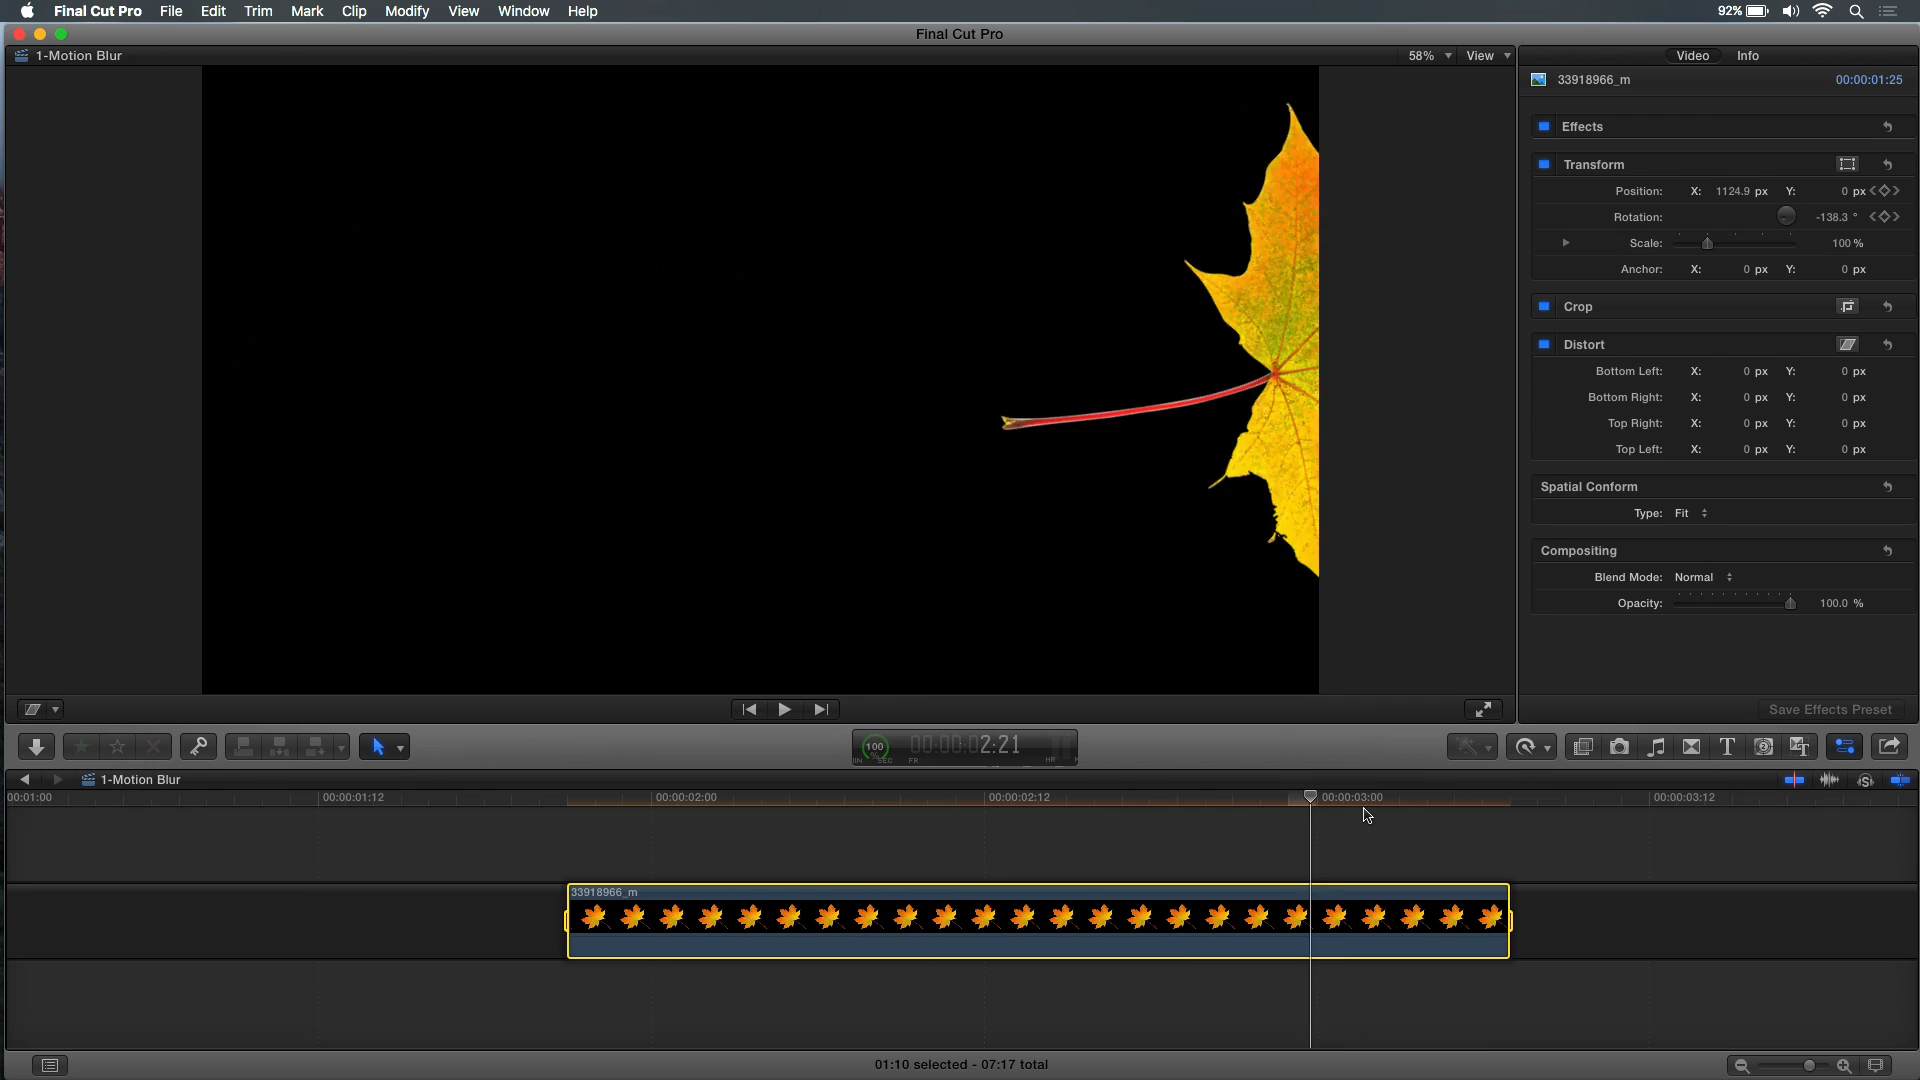 Final Cut Pro File Edit Trim Mark Clip Modify View Window Help 92%
Final Cut Pro
1-Motion Blur 58% View Video Info
33918966_m 00:00:01:25
Effects
Transform
Position: X: 1124.9 px Y: 0 px
Rotation: -138.3 °
Scale: 100 %
Anchor: X: 0 px Y: 0 px
Crop
Distort
Bottom Left: X: 0 px Y: 0 px
Bottom Right: X: 0 px Y: 0 px
Top Right: X: 0 px Y: 0 px
Top Left: X: 0 px Y: 0 px
Spatial Conform
Type: Fit
Compositing
Blend Mode: Normal
Opacity: 100.0 %
Save Effects Preset
100 % 00:00:02:21
SEC FR HR
1-Motion Blur
00:01:00 00:00:01:12 00:00:02:00 00:00:02:12 00:00:03:00 00:00:03:12
33918966_m
01:10 selected - 07:17 total